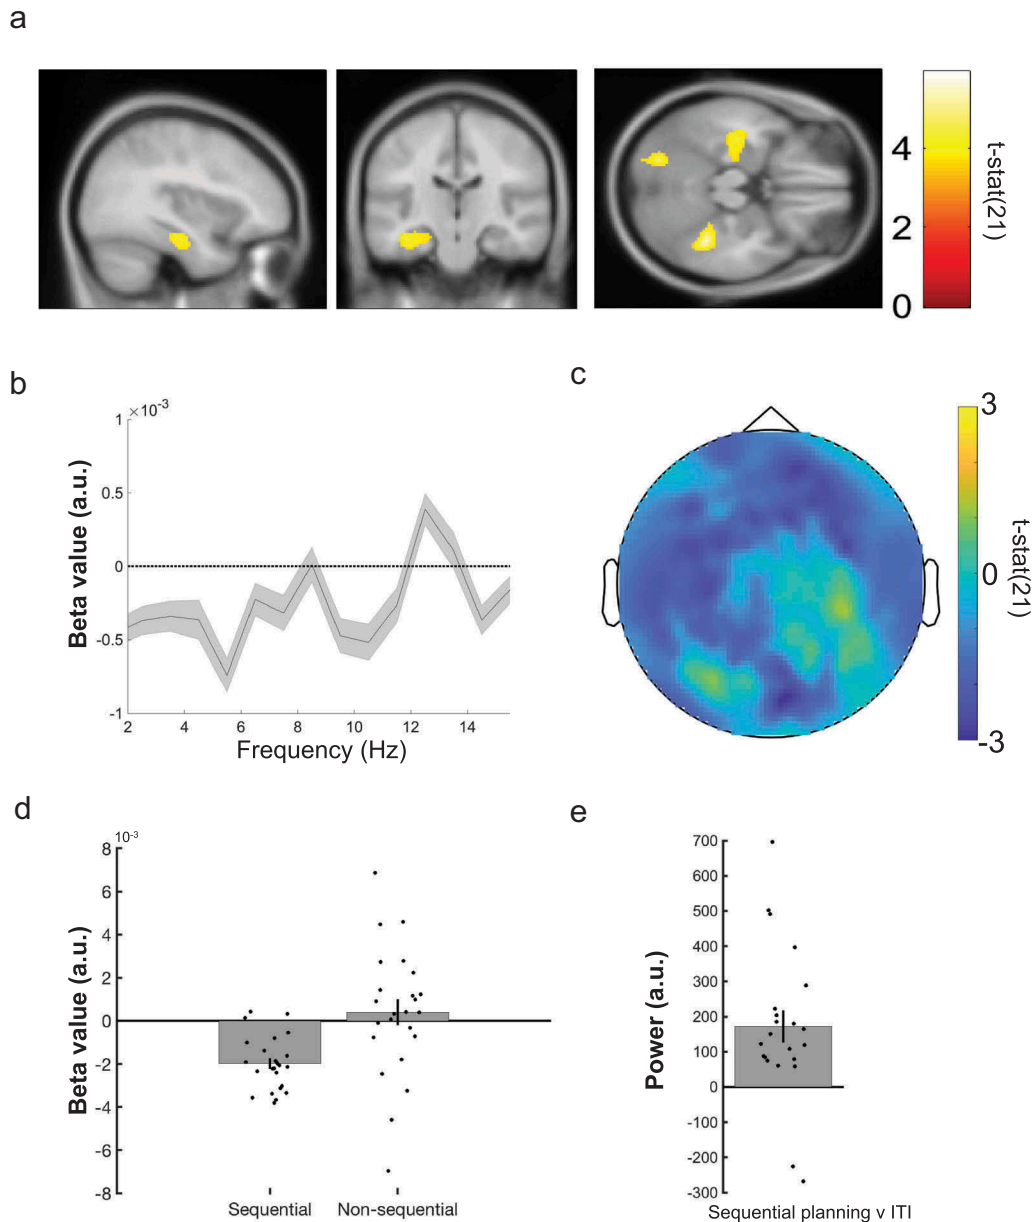 a
4
2
0
t-stat(21)
b
×10-3
1
0.5
0
-0.5
-1
Beta value (a.u.)
2 4 6 8 10 12 14
Frequency (Hz)
c
3
0
-3
t-stat(21)
d
10-3
8
6
4
2
0
-2
-4
-6
-8
Beta value (a.u.)
Sequential Non-sequential
e
700
600
500
400
300
200
100
0
-100
-200
-300
Power (a.u.)
Sequential planning v ITI